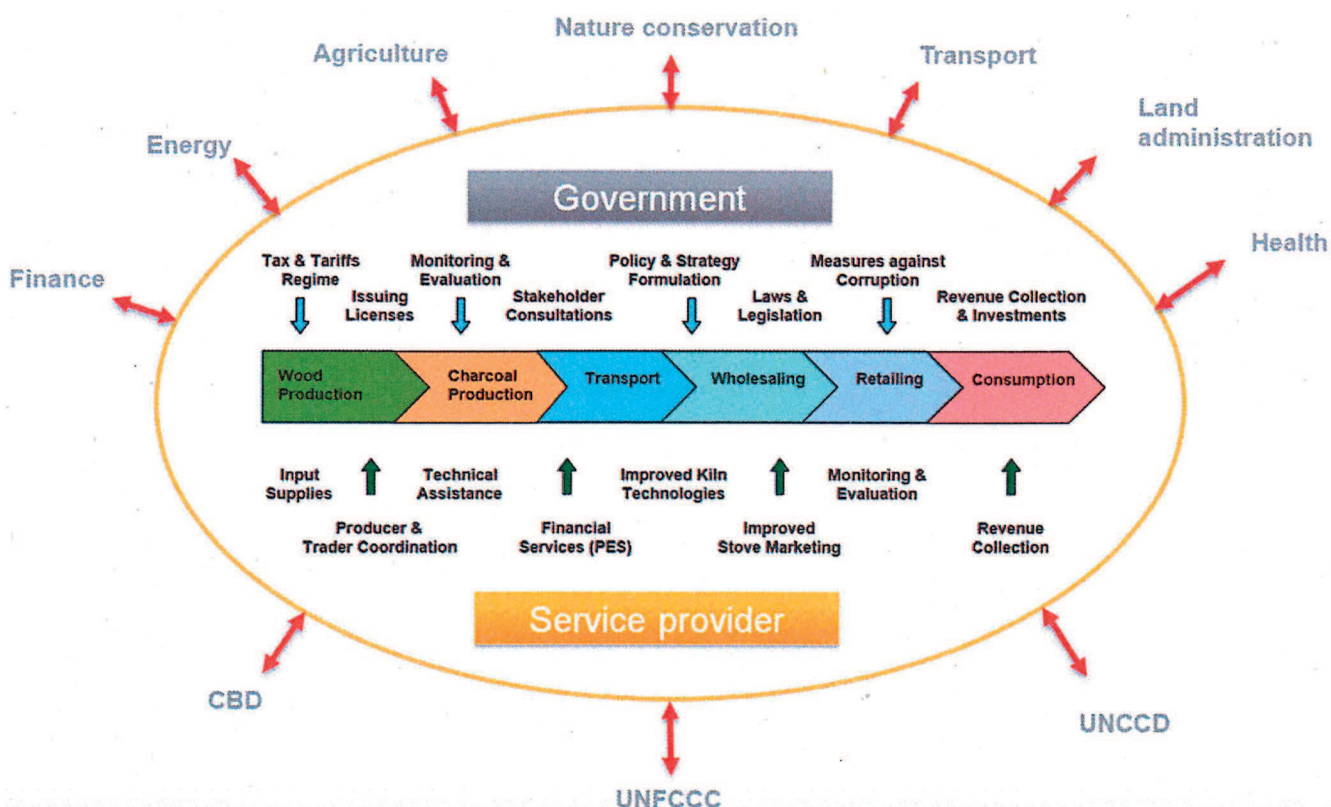 Nature conservation
Agriculture
Transport
Land
administration
Energy
Health
Finance
Government
Tax & Tariffs
Regime
Issuing
Licenses
Monitoring &
Evaluation
Stakeholder
Consultations
Policy & Strategy
Formulation
Laws &
Legislation
Measures against
Corruption
Revenue Collection
& Investments
Wood
Production
Charcoal
Production
Transport
Wholesaling
Retailing
Consumption
Input
Supplies
Producer &
Trader Coordination
Technical
Assistance
Financial
Services (PES)
Improved Kiln
Technologies
Improved
Stove Marketing
Monitoring &
Evaluation
Revenue
Collection
Service provider
CBD
UNFCCC
UNCCD